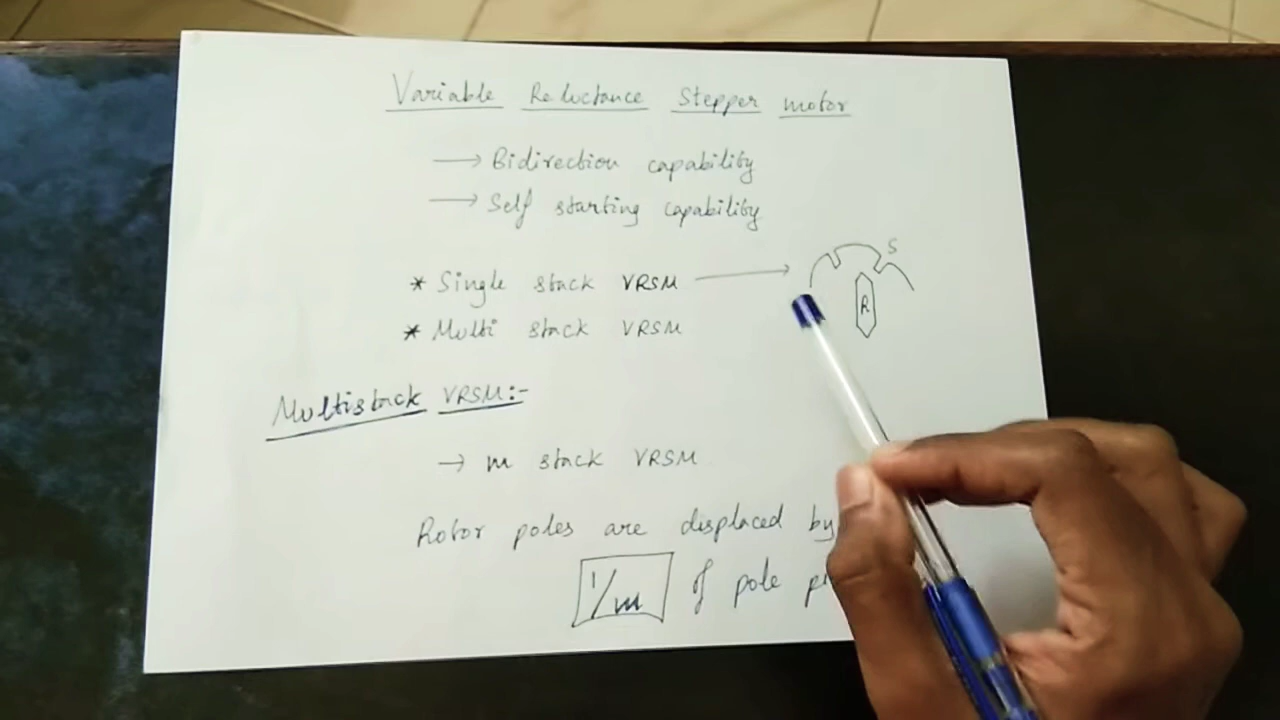 Variable Reluctance Stepper motor
→ Bidirection capability
→ Self starting capability
* Single stack VRSM → S
R
* Multi stack VRSM
Multistack VRSM:-
→ m stack VRSM
Rotor poles are displaced by
1/m of pole